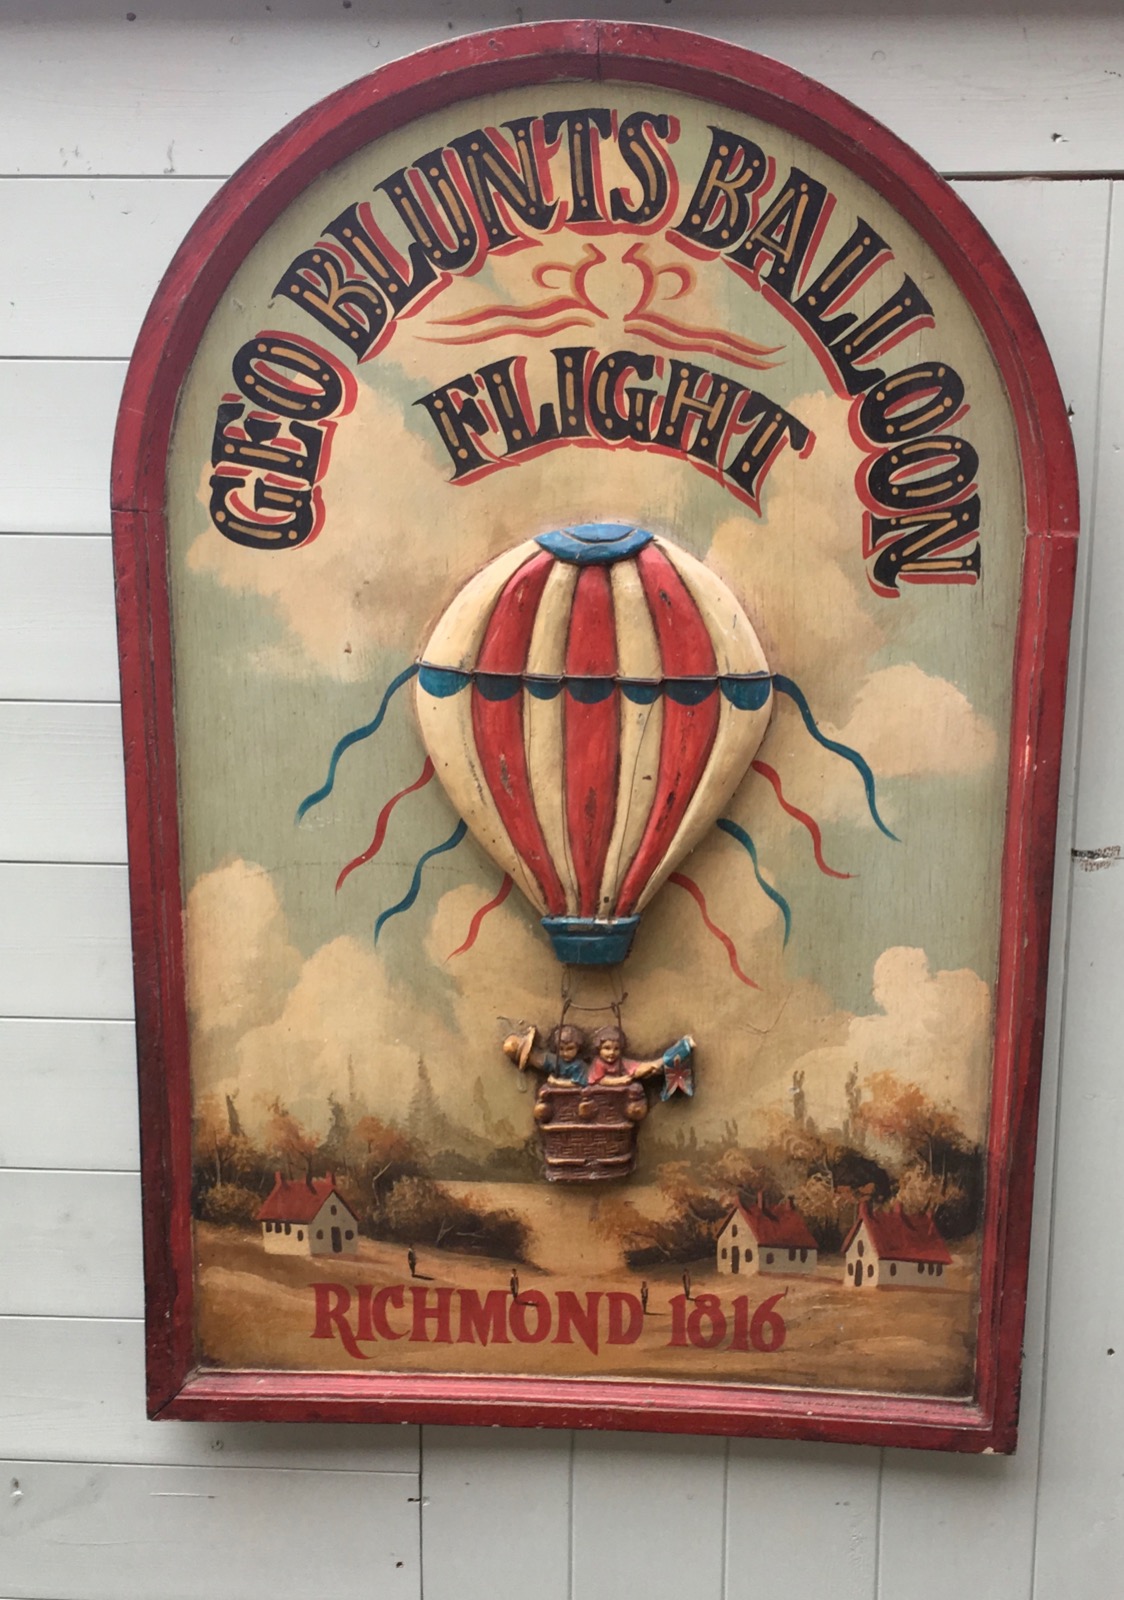 GEO BLUNTS BALLOON
FLIGHT
RICHMOND 1816